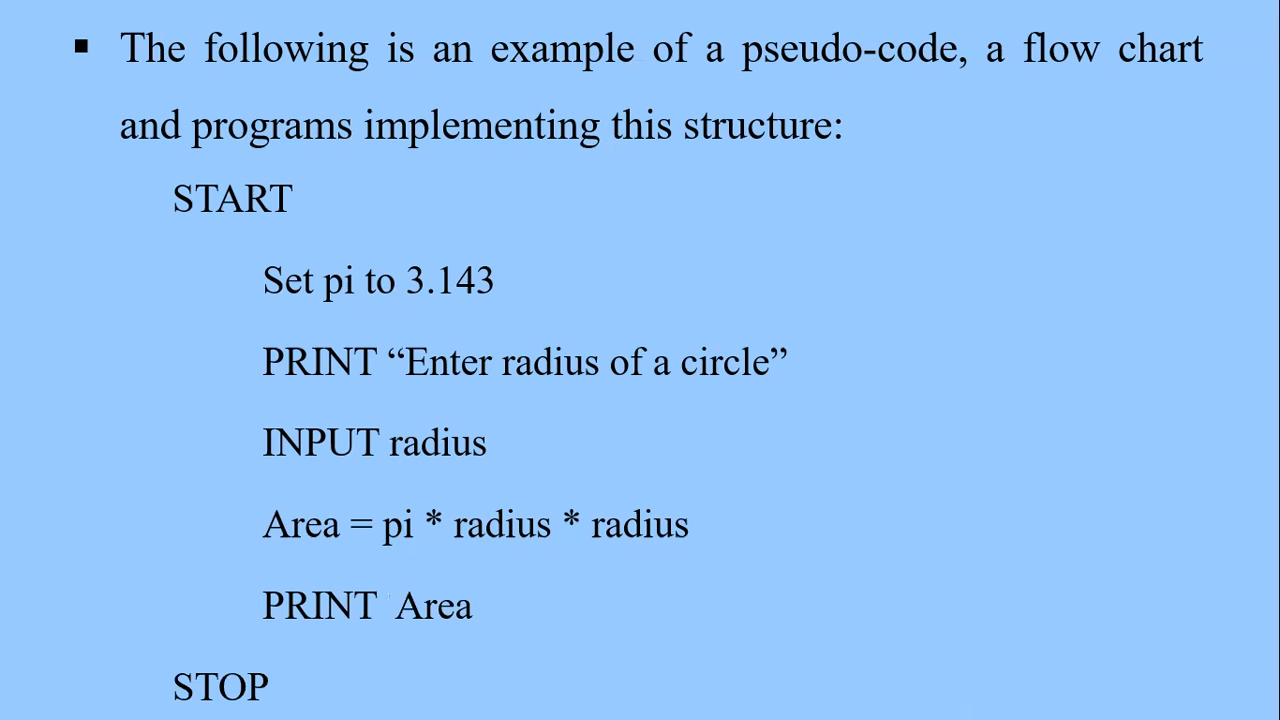 ▪ The following is an example of a pseudo-code, a flow chart
and programs implementing this structure:
START
Set pi to 3.143
PRINT “Enter radius of a circle”
INPUT radius
Area = pi * radius * radius
PRINT Area
STOP